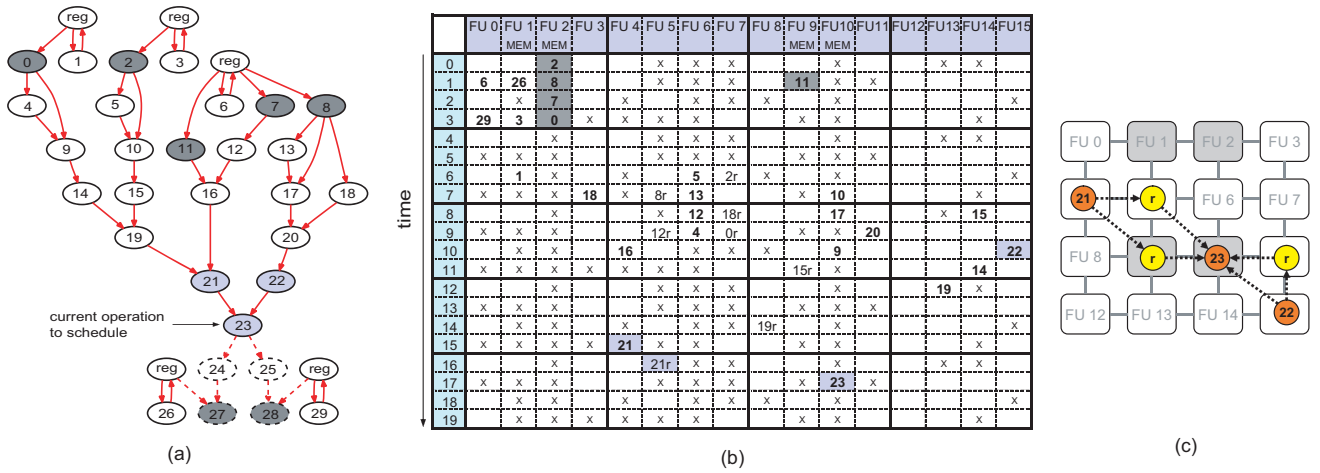 (a)
reg
reg
0
1
2
3
reg
4
5
6
7
8
9
10
11
12
13
14
15
16
17
18
19
20
21
22
current operation
to schedule
23
24
25
reg
reg
26
27
28
29
time
FU 0 FU 1 FU 2 FU 3 FU 4 FU 5 FU 6 FU 7 FU 8 FU 9 FU10 FU11 FU12 FU13 FU14 FU15
MEM MEM MEM MEM
0 2 x x x x x x
1 6 26 8 x x x 11 x x
2 x 7 x x x x x x
3 29 3 0 x x x x x x x
4 x x x x x x x
5 x x x x x x x x x
6 1 x x 5 2r x x x
7 x x x 18 x 8r 13 x 10 x
8 x x 12 18r 17 x 15
9 x x x 12r 4 0r x x 20
10 x x 16 x x x 9 22
11 x x x x x x x 15r x 14
12 x x x x x 19 x
13 x x x x x x x x x
14 x x x x x 19r x x
15 x x x x 21 x x x x x
16 x 21r x x x x x
17 x x x x x x x 23 x
18 x x x x x x x x
19 x x x x x x x x x
(b)
FU 0 FU 1 FU 2 FU 3
21 r FU 6 FU 7
FU 8 r 23 r
FU 12 FU 13 FU 14 22
(c)